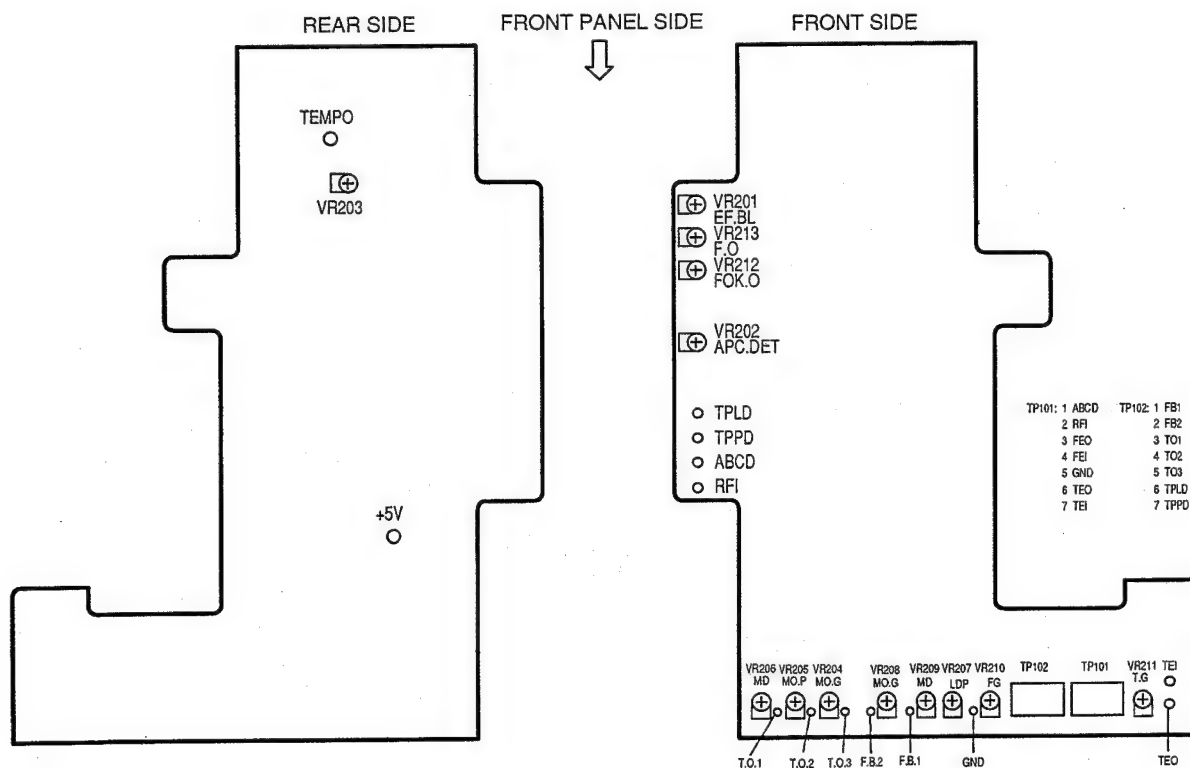 REAR SIDE
FRONT PANEL SIDE
FRONT SIDE
TEMPO
VR203
+5V
VR201
EF.BL
VR213
F.O
VR212
FOK.O
VR202
APC.DET
TPLD
TPPD
ABCD
RFI
TP101: 1 ABCD
2 RFI
3 FEO
4 FEI
5 GND
6 TEO
7 TEI
TP102: 1 FB1
2 FB2
3 TO1
4 TO2
5 TO3
6 TPLD
7 TPPD
VR206 VR205 VR204 VR208 VR209 VR207 VR210 TP102 TP101 VR211 TEI
MD MO.P MO.G MO.G MD LDP FG T.G
T.O.1 T.O.2 T.O.3 F.B.2 F.B.1 GND TEO